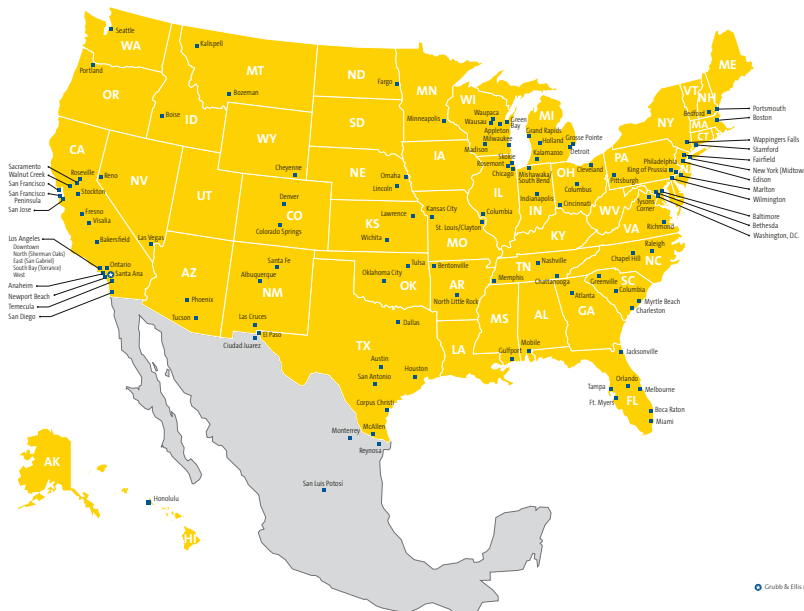 Seattle
WA
Portland
OR
Boise
ID
Kalispell
MT
Bozeman
WY
Cheyenne
ND
Fargo
SD
NE
Omaha
Lincoln
MN
Minneapolis
WI
Waupaca
Wausau
Green
Bay
Appleton
Milwaukee
Madison
Skokie
Rosemont
Chicago
MI
Grand Rapids
Holland
Kalamazoo
Grosse Pointe
Detroit
Mishawaka/
South Bend
IA
IL
IN
Indianapolis
OH
Cleveland
Columbus
Cincinnati
PA
Pittsburgh
NY
VT
NH
ME
MA
CT
Bedford
Portsmouth
Boston
Wappingers Falls
Stamford
Fairfield
New York (Midtow
Edison
Marlton
Wilmington
Philadelphia
King of Prussia
Baltimore
Bethesda
Washington, D.C.
Tysons
Corner
WV
VA
Richmond
KY
CA
Sacramento
Walnut Creek
San Francisco
San Francisco
Peninsula
San Jose
Roseville
Stockton
Fresno
Visalia
Bakersfield
Reno
NV
Las Vegas
UT
CO
Denver
Colorado Springs
KS
Lawrence
Wichita
Kansas City
MO
Columbia
St. Louis/Clayton
Los Angeles
Downtown
North (Sherman Oaks)
East (San Gabriel)
South Bay (Torrance)
West
Ontario
Santa Ana
Anaheim
Newport Beach
Temecula
San Diego
AZ
Phoenix
Tucson
NM
Santa Fe
Albuquerque
Las Cruces
El Paso
Ciudad Juarez
OK
Tulsa
Oklahoma City
AR
Bentonville
North Little Rock
TN
Nashville
Memphis
Chattanooga
NC
Raleigh
Chapel Hill
SC
Greenville
Columbia
Myrtle Beach
Charleston
GA
Atlanta
AL
Mobile
MS
Gulfport
LA
TX
Dallas
Austin
San Antonio
Houston
Corpus Christi
McAllen
Reynosa
Monterrey
San Luis Potosí
FL
Jacksonville
Orlando
Tampa
Melbourne
Ft. Myers
Boca Raton
Miami
AK
Honolulu
HI
Grubb & Ellis